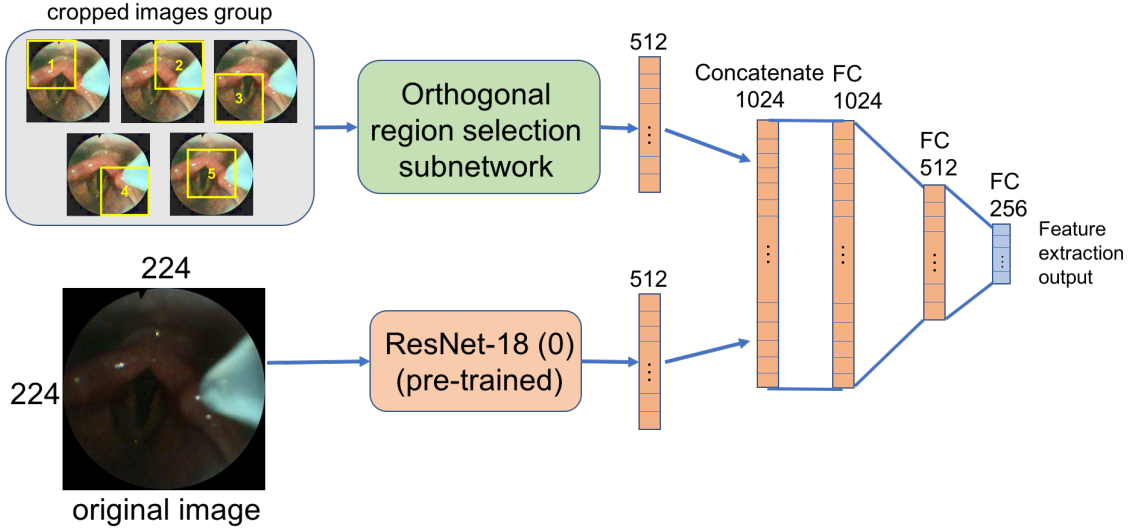 cropped images group
1
2
3
4
5
Orthogonal
region selection
subnetwork
512
Concatenate
1024
FC
1024
FC
512
FC
256
Feature
extraction
output
224
224
original image
ResNet-18 (0)
(pre-trained)
512